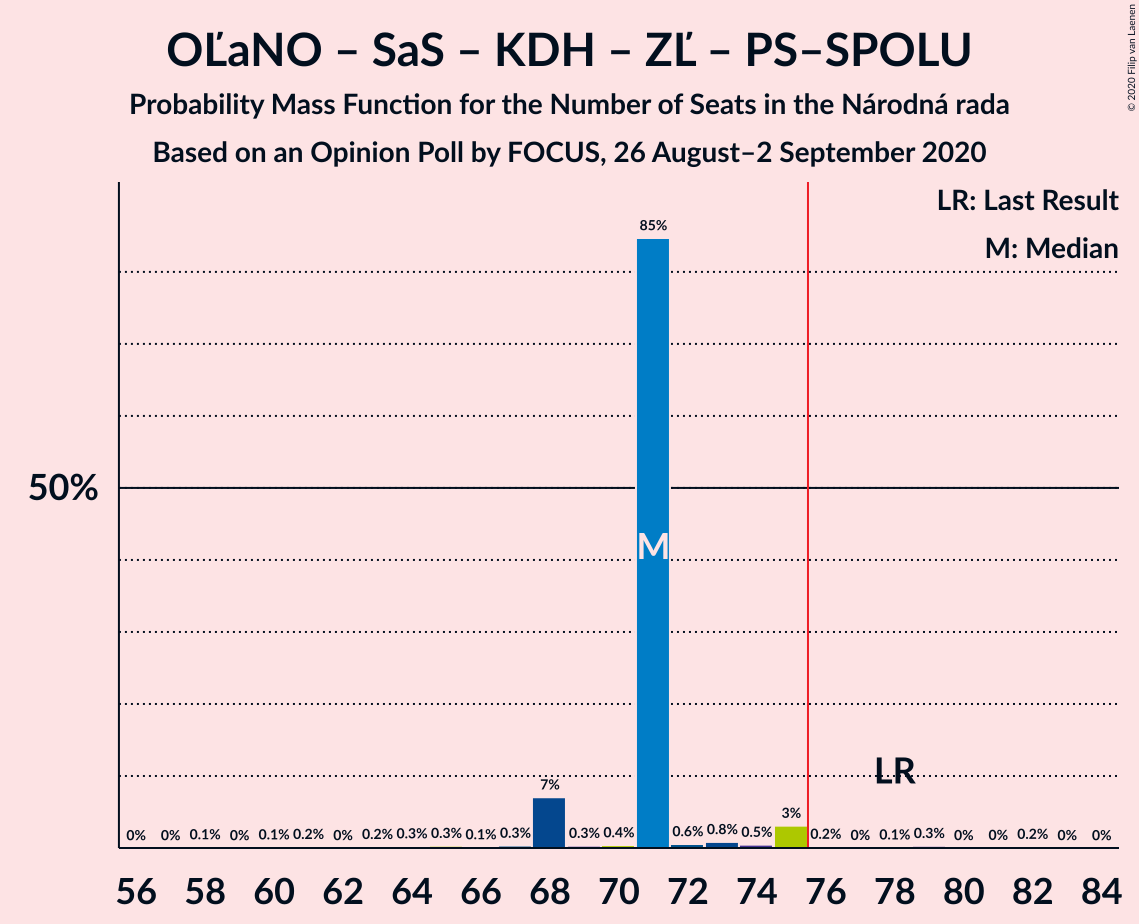 OĽaNO – SaS – KDH – ZĽ – PS–SPOLU
Probability Mass Function for the Number of Seats in the Národná rada
Based on an Opinion Poll by FOCUS, 26 August–2 September 2020
© 2020 Filip van Laenen
LR: Last Result
M: Median
85%
50%
M
LR
7%
3%
0% 0% 0.1% 0% 0.1% 0.2% 0% 0.2% 0.3% 0.3% 0.1% 0.3% 0.3% 0.4% 0.6% 0.8% 0.5% 0.2% 0% 0.1% 0.3% 0% 0% 0.2% 0% 0%
56 58 60 62 64 66 68 70 72 74 76 78 80 82 84